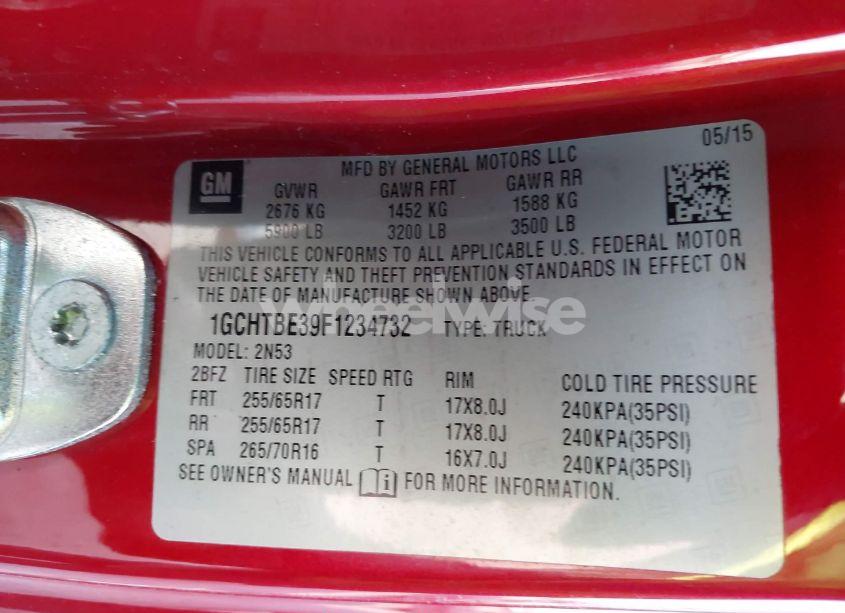 GM
MFD BY GENERAL MOTORS LLC
05/15
GVWR GAWR FRT GAWR RR
2676 KG 1452 KG 1588 KG
5900 LB 3200 LB 3500 LB
THIS VEHICLE CONFORMS TO ALL APPLICABLE U.S. FEDERAL MOTOR
VEHICLE SAFETY AND THEFT PREVENTION STANDARDS IN EFFECT ON
THE DATE OF MANUFACTURE SHOWN ABOVE.
wheelwise
1GCHTBE39F1234732 TYPE: TRUCK
MODEL: 2N53
2BFZ TIRE SIZE SPEED RTG RIM COLD TIRE PRESSURE
FRT 255/65R17 T 17X8.0J 240KPA(35PSI)
RR 255/65R17 T 17X8.0J 240KPA(35PSI)
SPA 265/70R16 T 16X7.0J 240KPA(35PSI)
SEE OWNER'S MANUAL i FOR MORE INFORMATION.